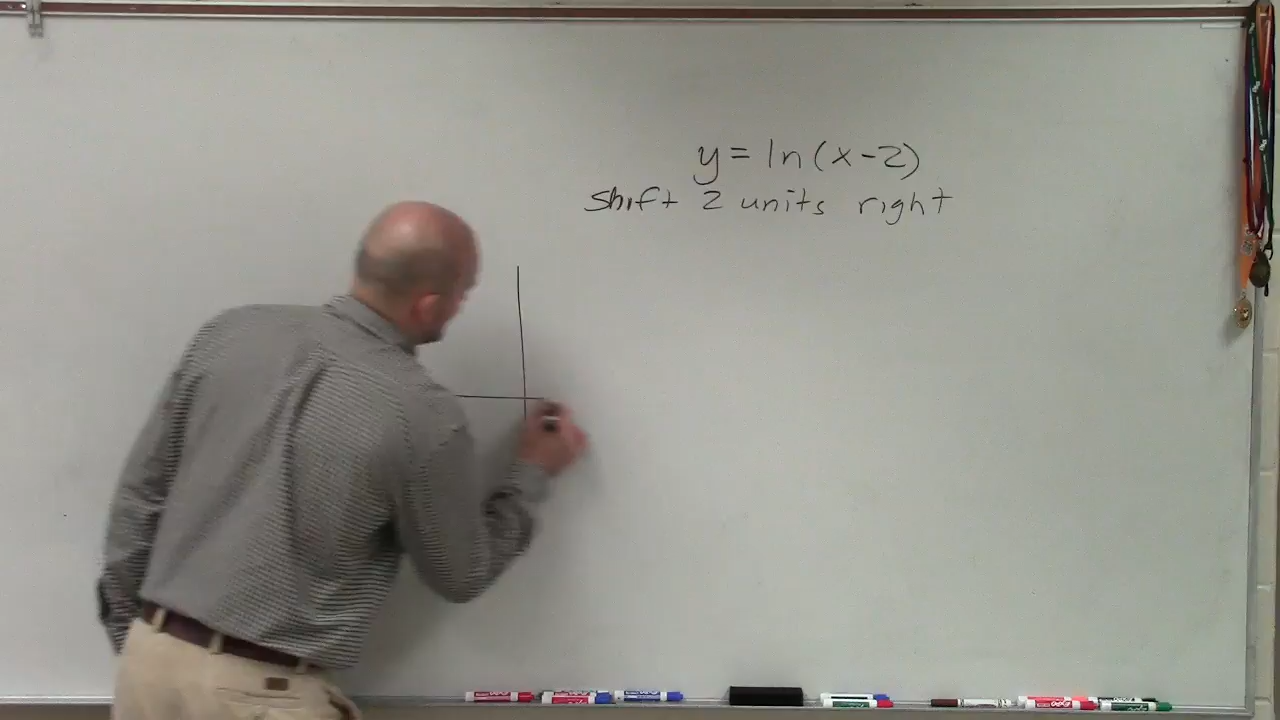 y = ln(x-2)
shift 2 units right